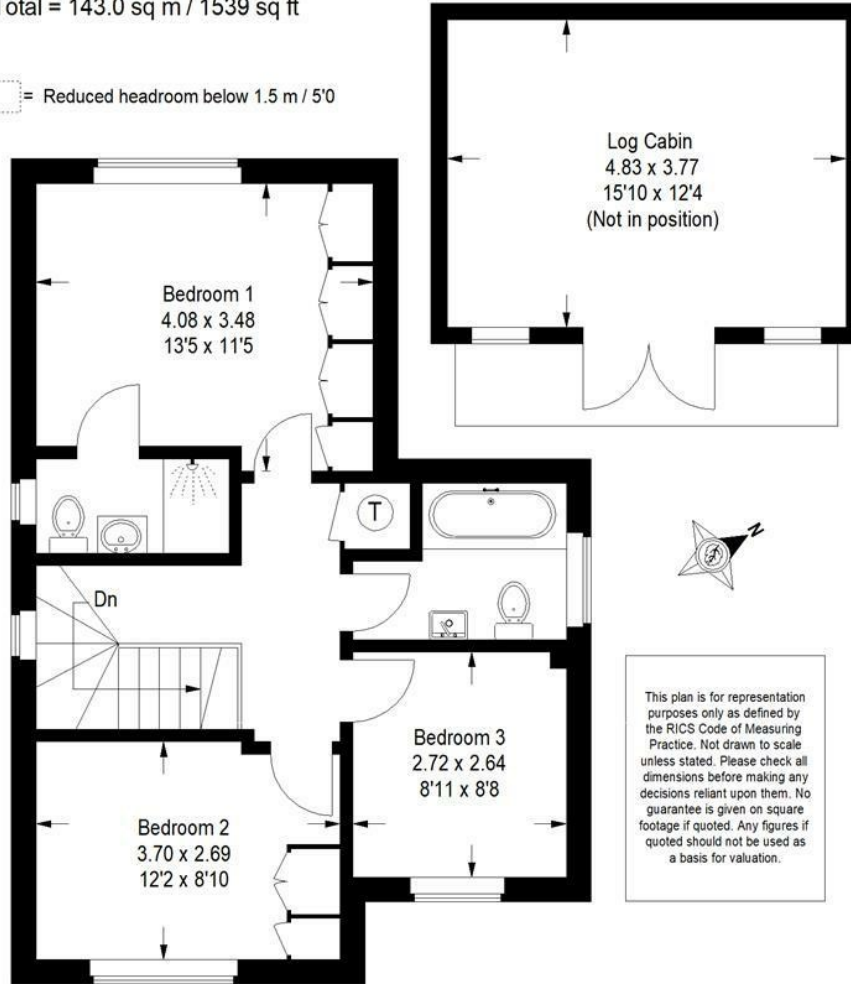 Total = 143.0 sq m / 1539 sq ft
= Reduced headroom below 1.5 m / 5'0
Log Cabin
4.83 x 3.77
15'10 x 12'4
(Not in position)
Bedroom 1
4.08 x 3.48
13'5 x 11'5
T
Dn
N
Bedroom 3
2.72 x 2.64
8'11 x 8'8
Bedroom 2
3.70 x 2.69
12'2 x 8'10
This plan is for representation
purposes only as defined by
the RICS Code of Measuring
Practice. Not drawn to scale
unless stated. Please check all
dimensions before making any
decisions reliant upon them. No
guarantee is given on square
footage if quoted. Any figures if
quoted should not be used as
a basis for valuation.